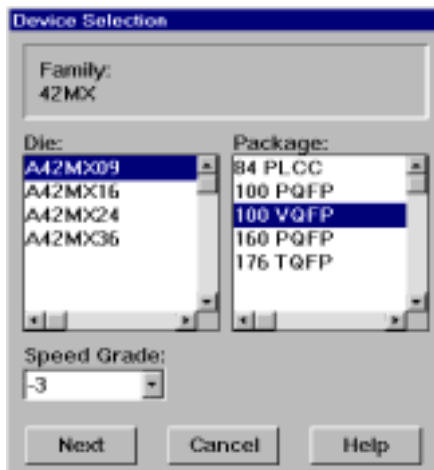 Device Selection
Family:
42MX
Die:
A42MX09
A42MX16
A42MX24
A42MX36
Package:
84 PLCC
100 PQFP
100 VQFP
160 PQFP
176 TQFP
Speed Grade:
-3
Next
Cancel
Help